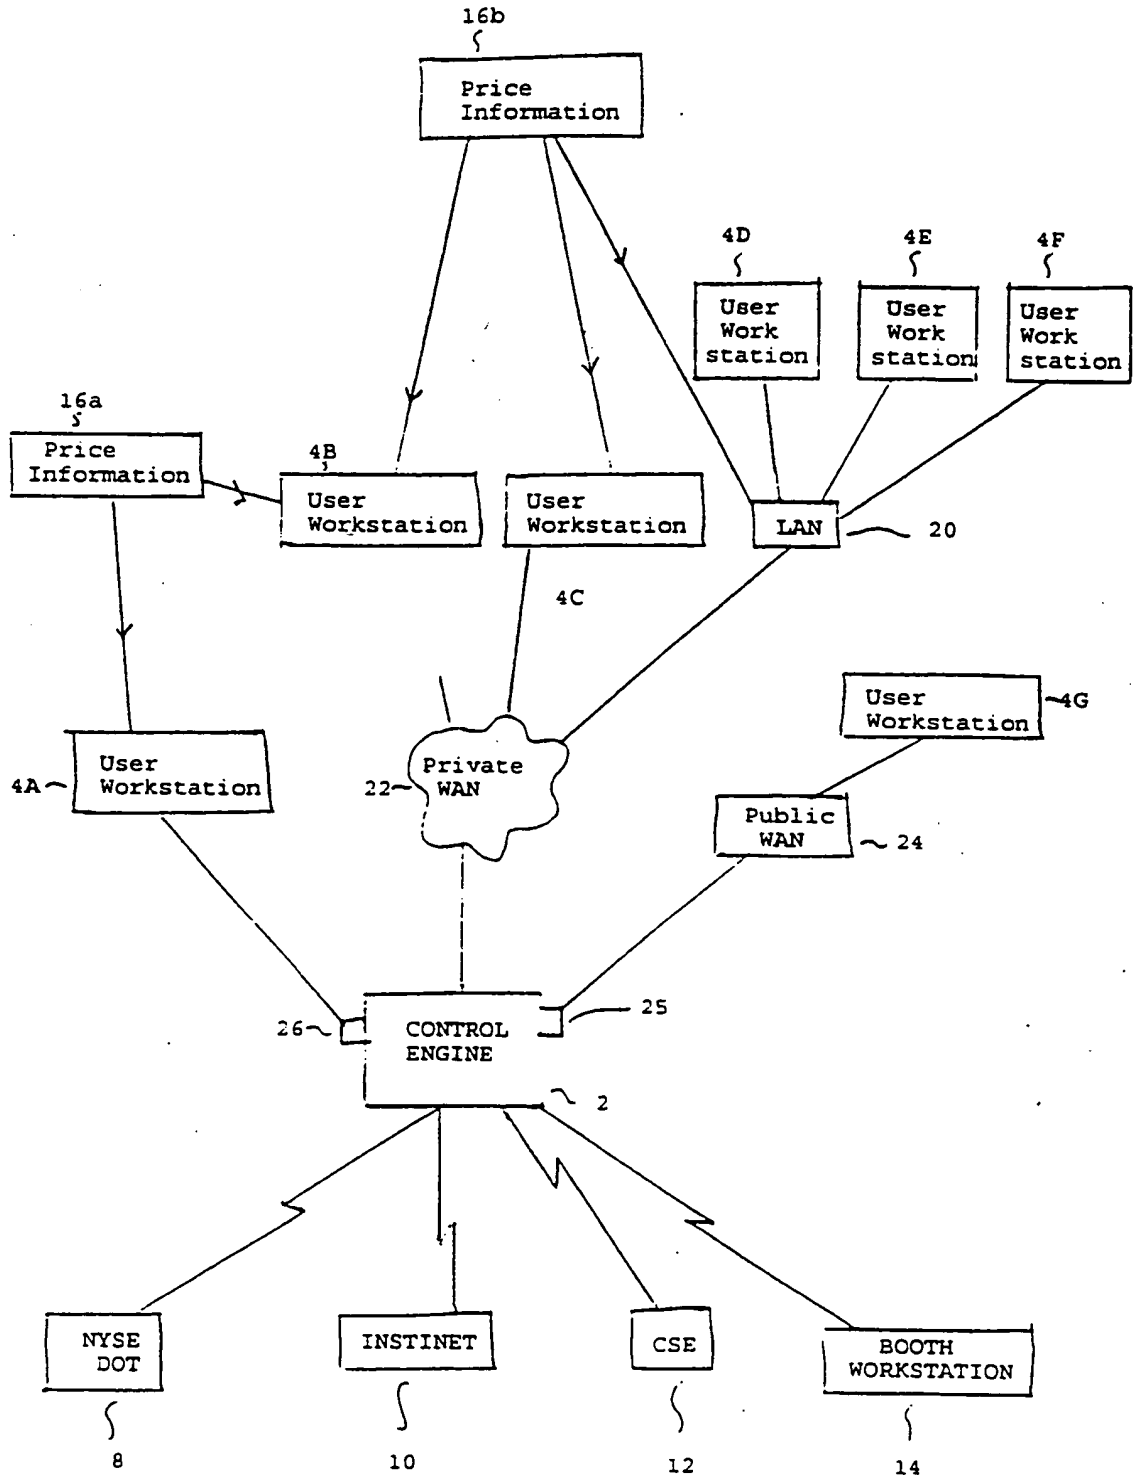 16b
Price
Information
4D
4E
4F
User
Work
station
User
Work
station
User
Work
station
16a
Price
Information
4B
User
Workstation
User
Workstation
LAN
20
4C
User
Workstation
4G
4A
User
Workstation
22
Private
WAN
Public
WAN
24
26
CONTROL
ENGINE
25
2
NYSE
DOT
INSTINET
CSE
BOOTH
WORKSTATION
8
10
12
14